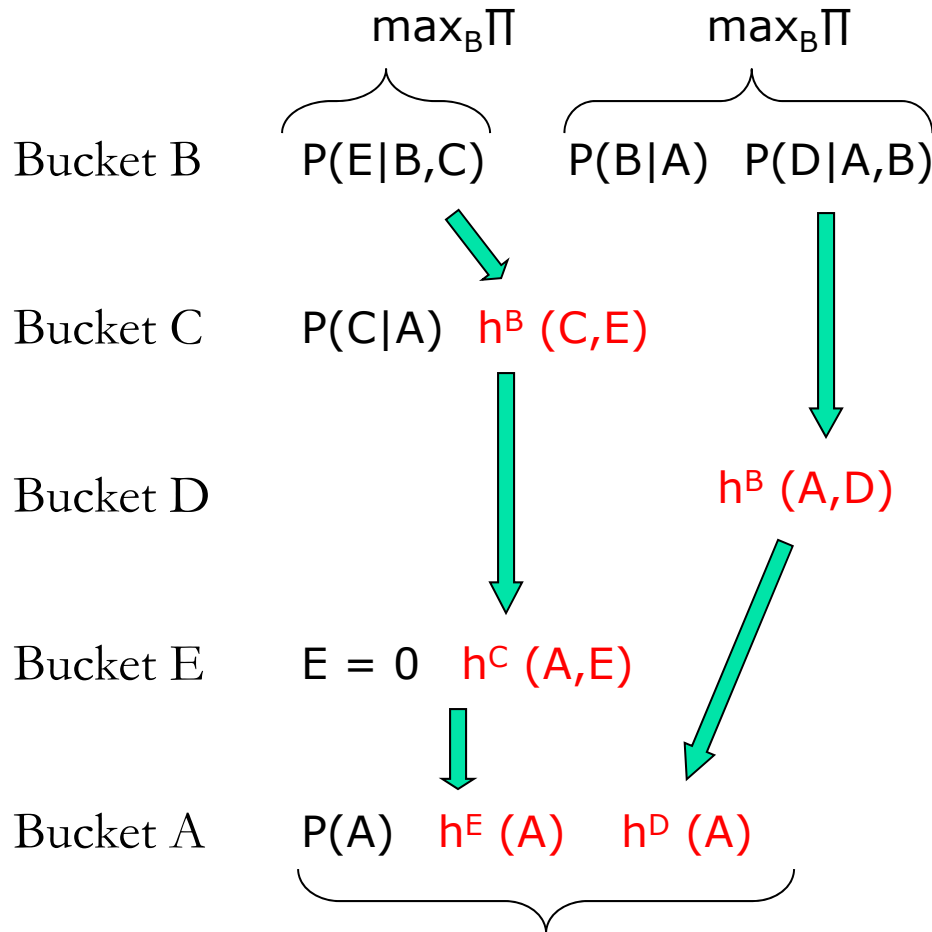 max_B∏ max_B∏
Bucket B P(E|B,C) P(B|A) P(D|A,B)
Bucket C P(C|A) h^B (C,E)
Bucket D h^B (A,D)
Bucket E E = 0 h^C (A,E)
Bucket A P(A) h^E (A) h^D (A)